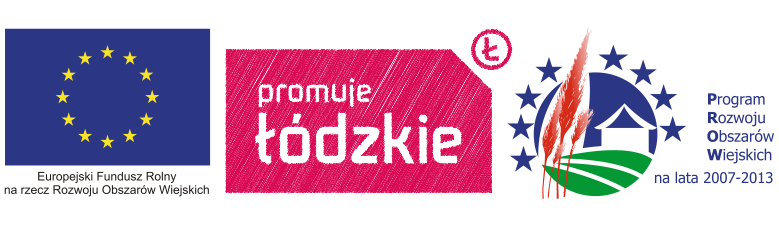 Europejski Fundusz Rolny
na rzecz Rozwoju Obszarów Wiejskich
promuje
łódzkie
Ł
Program
Rozwoju
Obszarów
Wiejskich
na lata 2007-2013